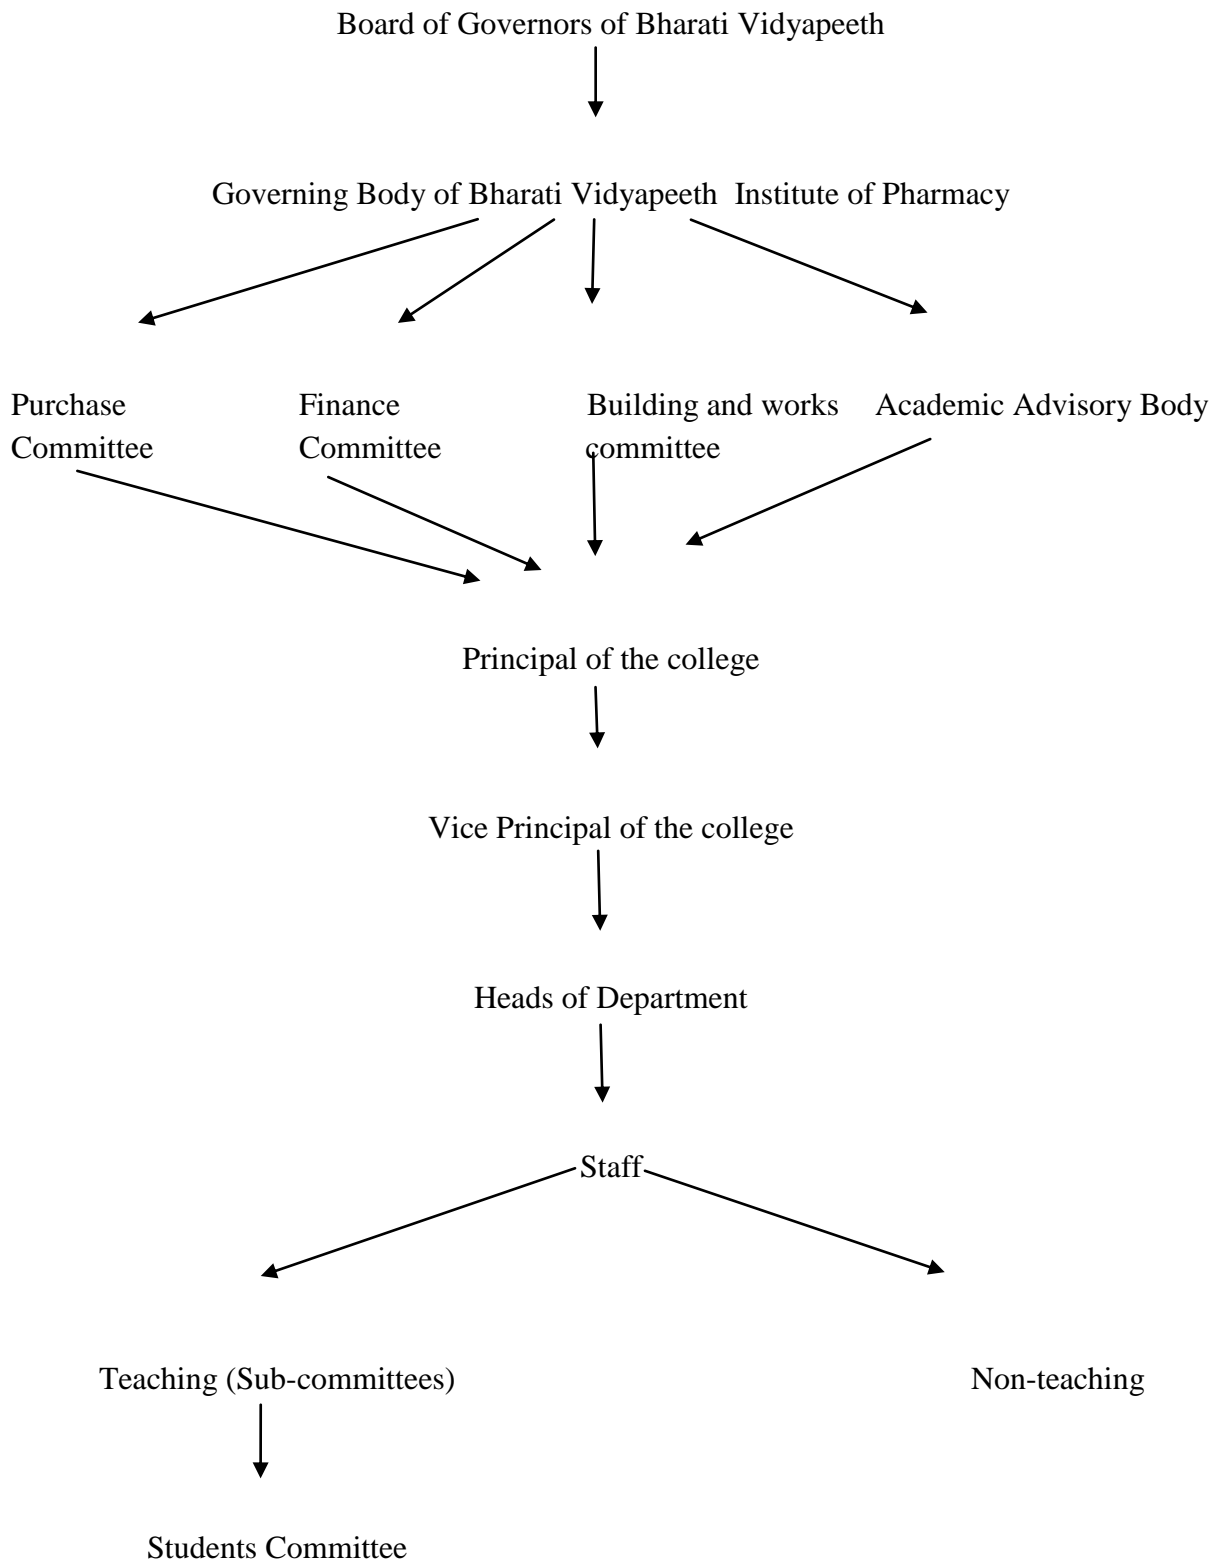 Board of Governors of Bharati Vidyapeeth
Governing Body of Bharati Vidyapeeth  Institute of Pharmacy
Purchase
Committee
Finance
Committee
Building and works
committee
Academic Advisory Body
Principal of the college
Vice Principal of the college
Heads of Department
Staff
Teaching (Sub-committees)
Non-teaching
Students Committee